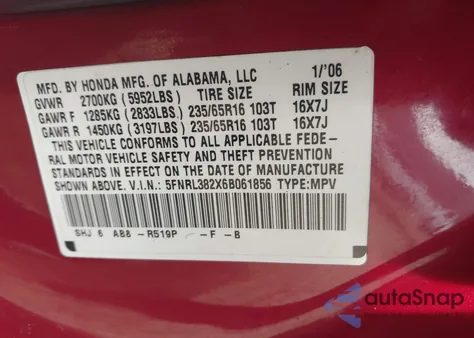 MFD. BY HONDA MFG. OF ALABAMA, LLC 1/'06
GVWR 2700KG (5952LBS) TIRE SIZE RIM SIZE
GAWR F 1285KG (2833LBS) 235/65R16 103T 16X7J
GAWR R 1450KG (3197LBS) 235/65R16 103T 16X7J
THIS VEHICLE CONFORMS TO ALL APPLICABLE FEDE-
RAL MOTOR VEHICLE SAFETY AND THEFT PREVENTION
STANDARDS IN EFFECT ON THE DATE OF MANUFACTURE
SHOWN ABOVE. V.I.N.: 5FNRL382X6B061856 TYPE:MPV
SHJ 6 AB8 -R519P -F -B
autoSnap